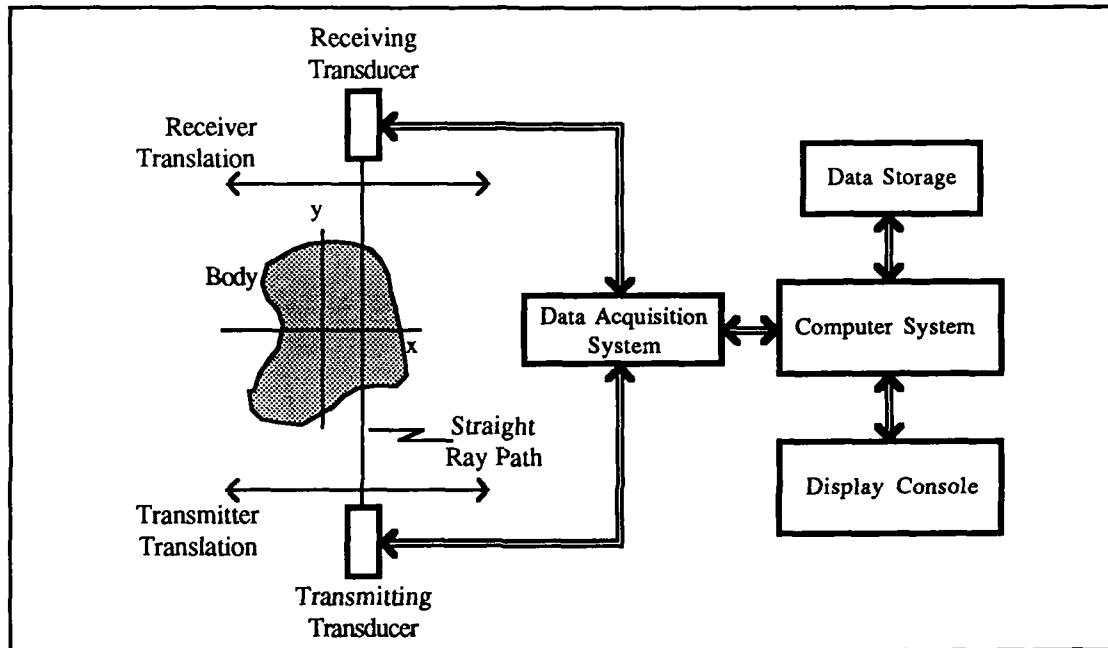 Receiving
Transducer
Receiver
Translation
Data Storage
y
Body
Data Acquisition
System
Computer System
x
Straight
Ray Path
Display Console
Transmitter
Translation
Transmitting
Transducer